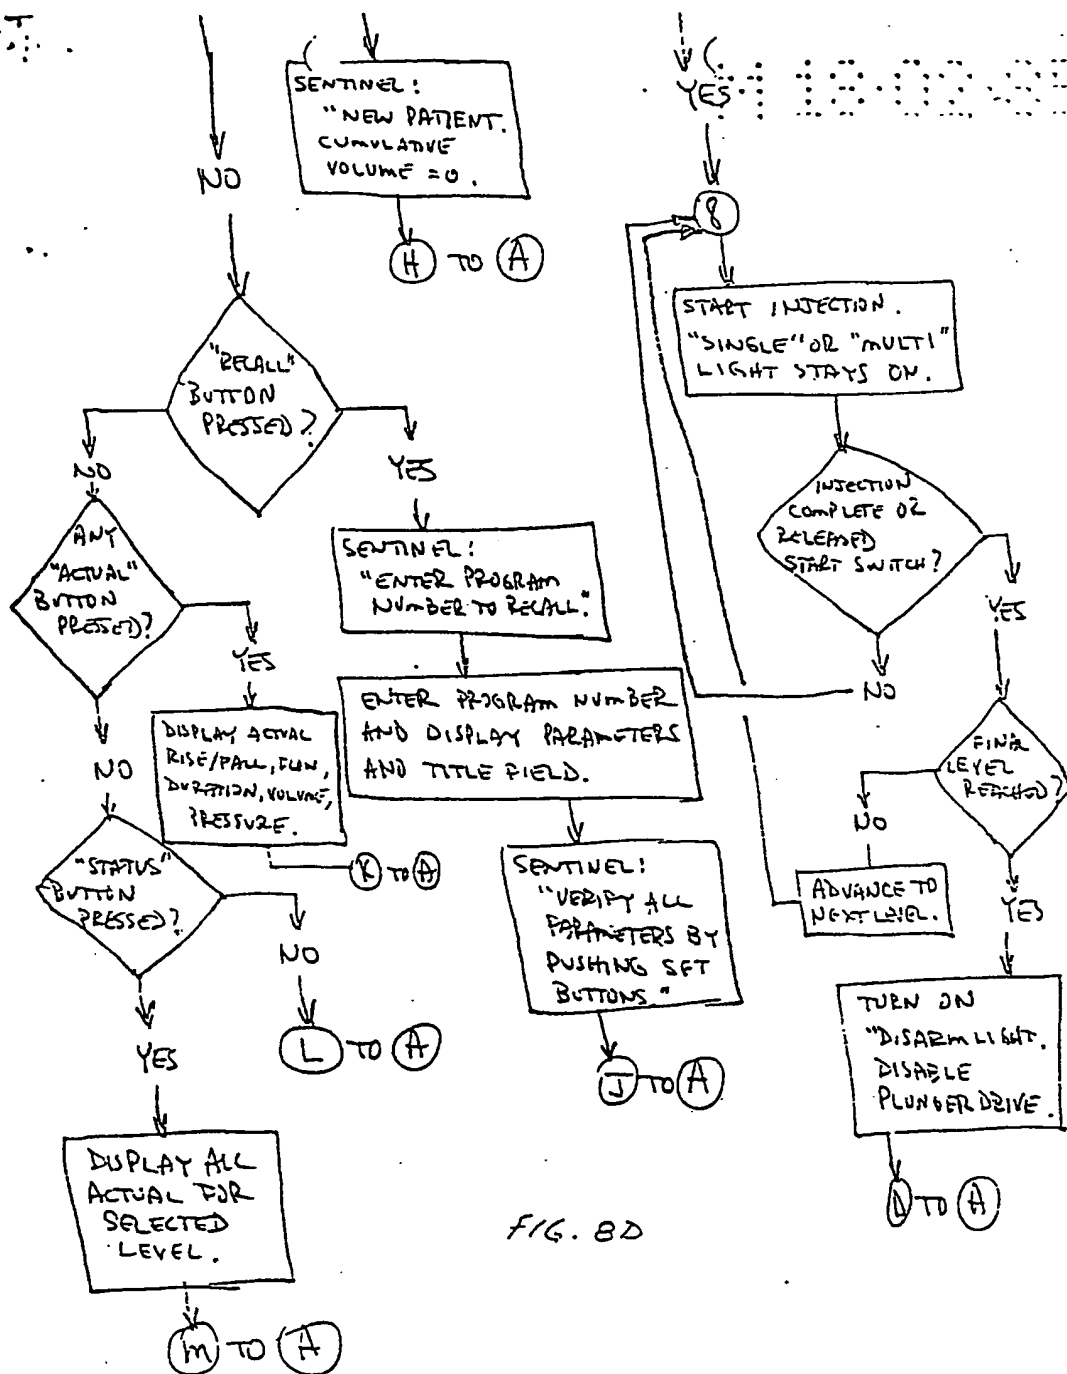 NO
SENTINEL:
"NEW PATIENT.
CUMULATIVE
VOLUME = 0.
H TO A
"RECALL"
BUTTON
PRESSED?
NO
YES
ANY
"ACTUAL"
BUTTON
PRESSED?
YES
NO
SENTINEL:
"ENTER PROGRAM
NUMBER TO RECALL."
DISPLAY ACTUAL
RISE/FALL, FLOW,
DURATION, VOLUME,
PRESSURE.
K TO A
ENTER PROGRAM NUMBER
AND DISPLAY PARAMETERS
AND TITLE FIELD.
"STATUS"
BUTTON
PRESSED?
NO
L TO A
YES
SENTINEL:
"VERIFY ALL
PARAMETERS BY
PUSHING SET
BUTTONS."
J TO A
DISPLAY ALL
ACTUAL FOR
SELECTED
LEVEL.
M TO A
YES
8
START INJECTION.
"SINGLE" OR "MULTI"
LIGHT STAYS ON.
INJECTION
COMPLETE OR
RELEASED
START SWITCH?
YES
NO
FINAL
LEVEL
REACHED?
NO
ADVANCE TO
NEXT LEVEL.
YES
TURN ON
"DISARM LIGHT.
DISABLE
PLUNGER DRIVE.
TO A
FIG. 8D